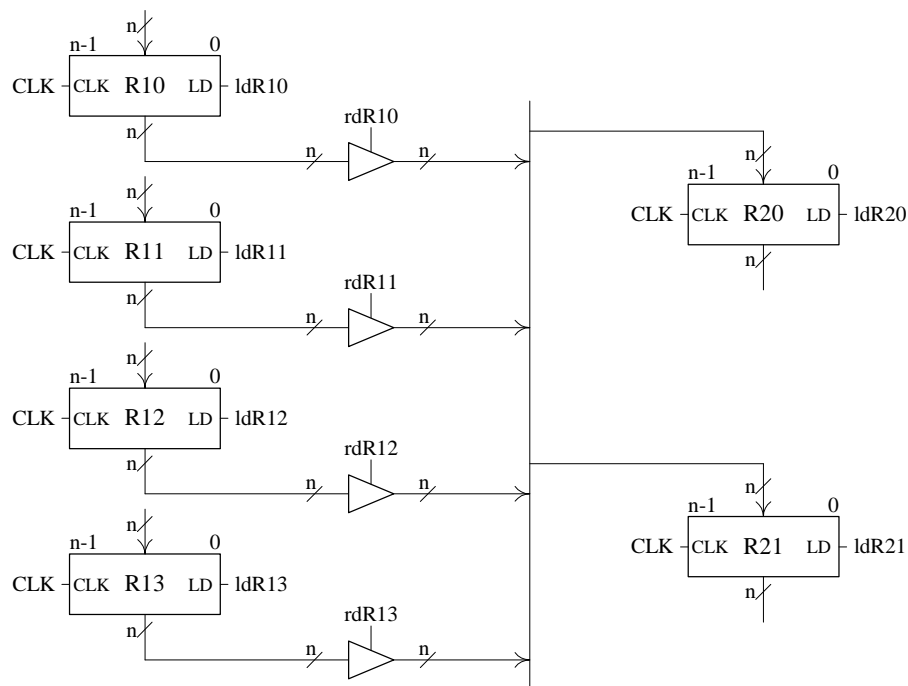 n
n-1 0
CLK CLK R10 LD ldR10
n
rdR10
n n
n
n-1 0
CLK CLK R11 LD ldR11
n
rdR11
n n
n
n-1 0
CLK CLK R12 LD ldR12
n
rdR12
n n
n
n-1 0
CLK CLK R13 LD ldR13
n
rdR13
n n
n
n-1 0
CLK CLK R20 LD ldR20
n
n
n-1 0
CLK CLK R21 LD ldR21
n